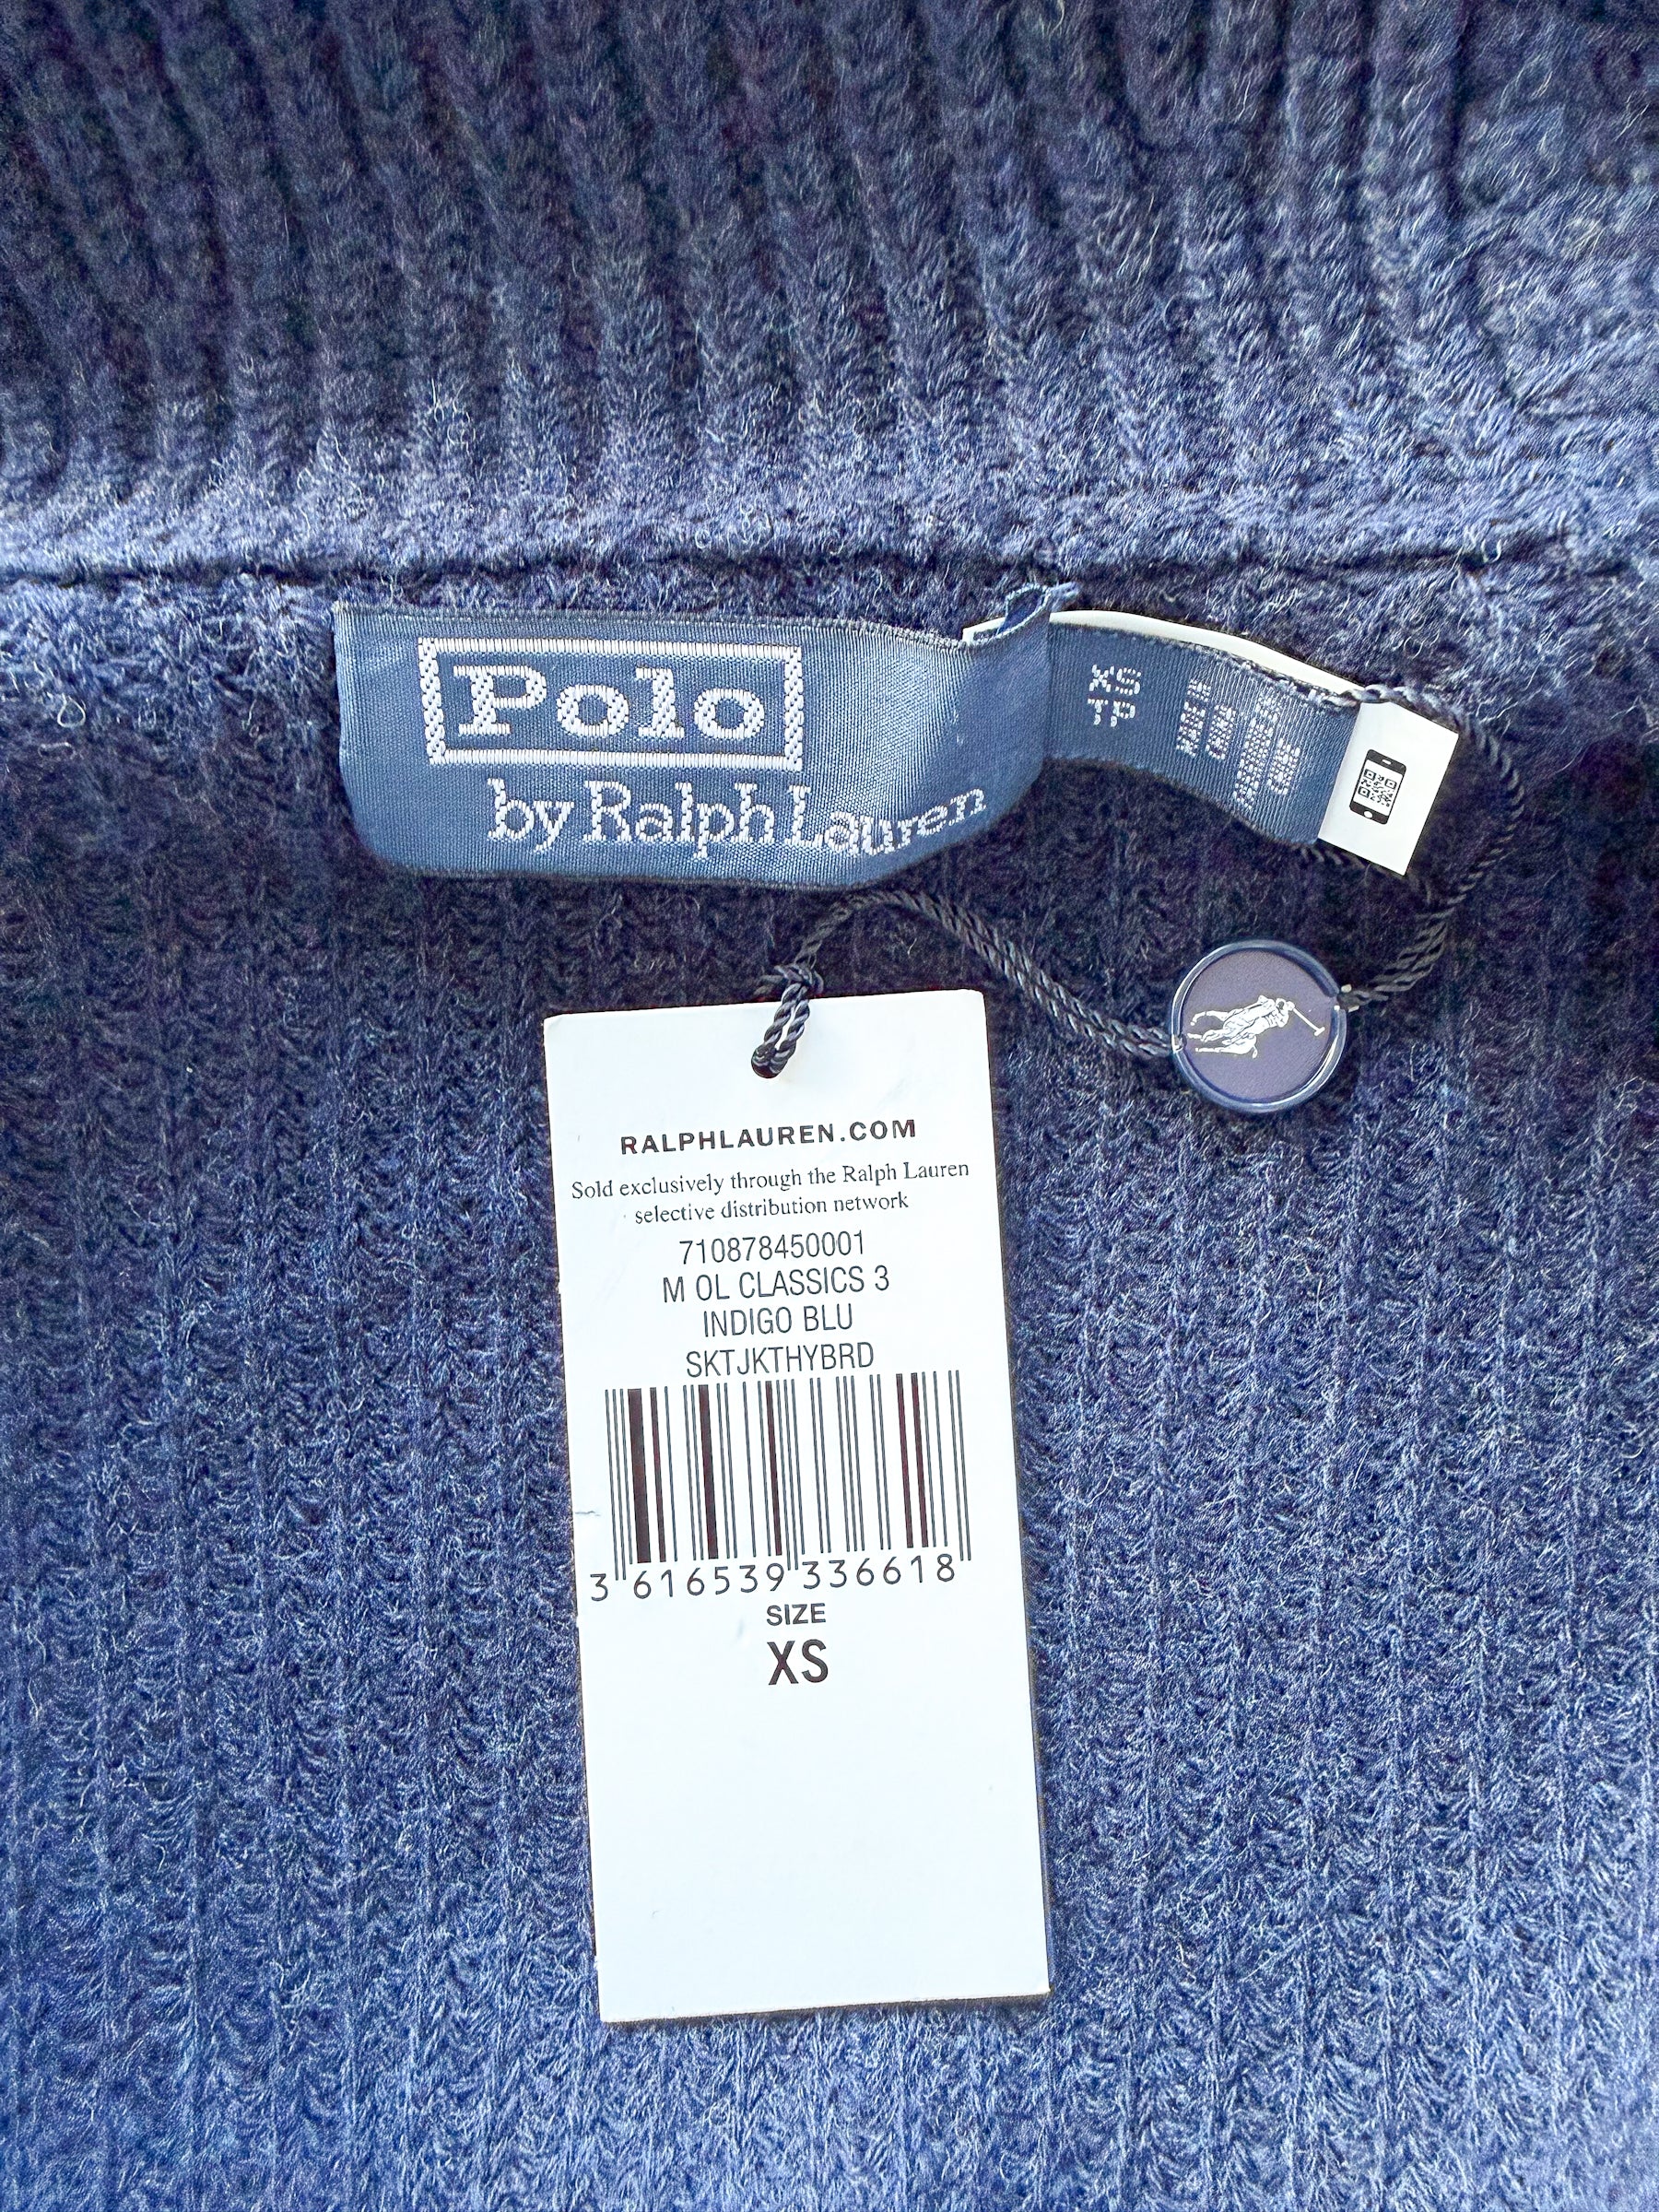 Polo
by Ralph Lauren
XS
TP
RALPHLAUREN.COM
Sold exclusively through the Ralph Lauren
selective distribution network
710878450001
M OL CLASSICS 3
INDIGO BLU
SKTJKTHYBRD
3 616539 336618
SIZE
XS